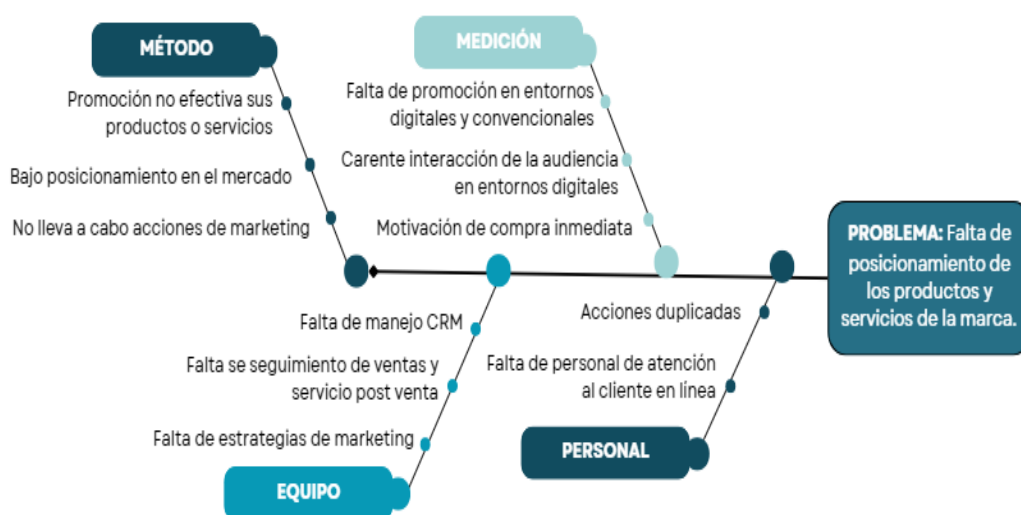 MÉTODO
Promoción no efectiva sus
productos o servicios
Bajo posicionamiento en el mercado
No lleva a cabo acciones de marketing
MEDICIÓN
Falta de promoción en entornos
digitales y convencionales
Carente interacción de la audiencia
en entornos digitales
Motivación de compra inmediata
PROBLEMA: Falta de
posicionamiento de
los productos y
servicios de la marca.
Falta de manejo CRM
Falta se seguimiento de ventas y
servicio post venta
Falta de estrategias de marketing
EQUIPO
Acciones duplicadas
Falta de personal de atención
al cliente en línea
PERSONAL